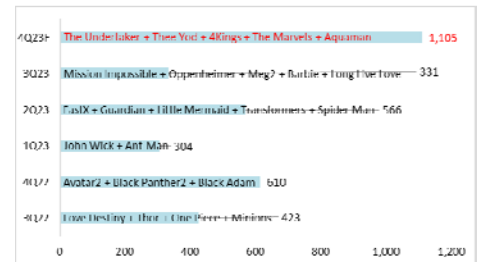 4Q23F The Undertaker + Thee Yod + 4Kings + The Marvels + Aquaman 1,105
3Q23 Mission Impossible + Oppenheimer + Meg2 + Barbie + Long Live Love 331
2Q23 FastX + Guardian + Little Mermaid + Transformers + Spider Man 566
1Q23 John Wick + Ant Man 304
4Q22 Avatar2 + Black Panther2 + Black Adam 610
3Q22 Love Destiny + Thor + One Piece + Minions 423
0 200 400 600 800 1,000 1,200